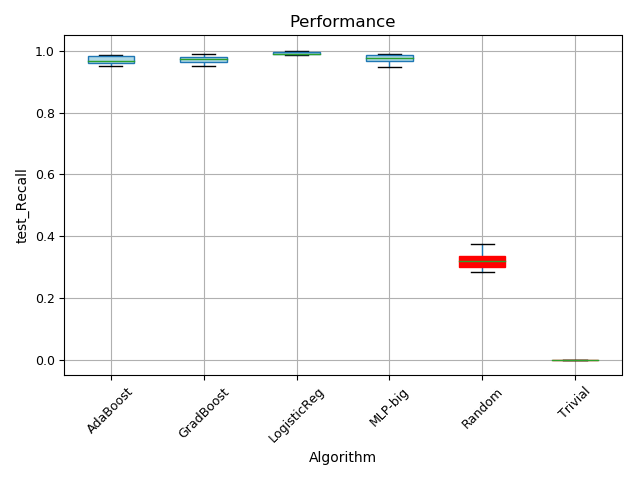 Performance
1.0
0.8
0.6
0.4
0.2
0.0
test_Recall
AdaBoost
GradBoost
LogisticReg
MLP-big
Random
Trivial
Algorithm